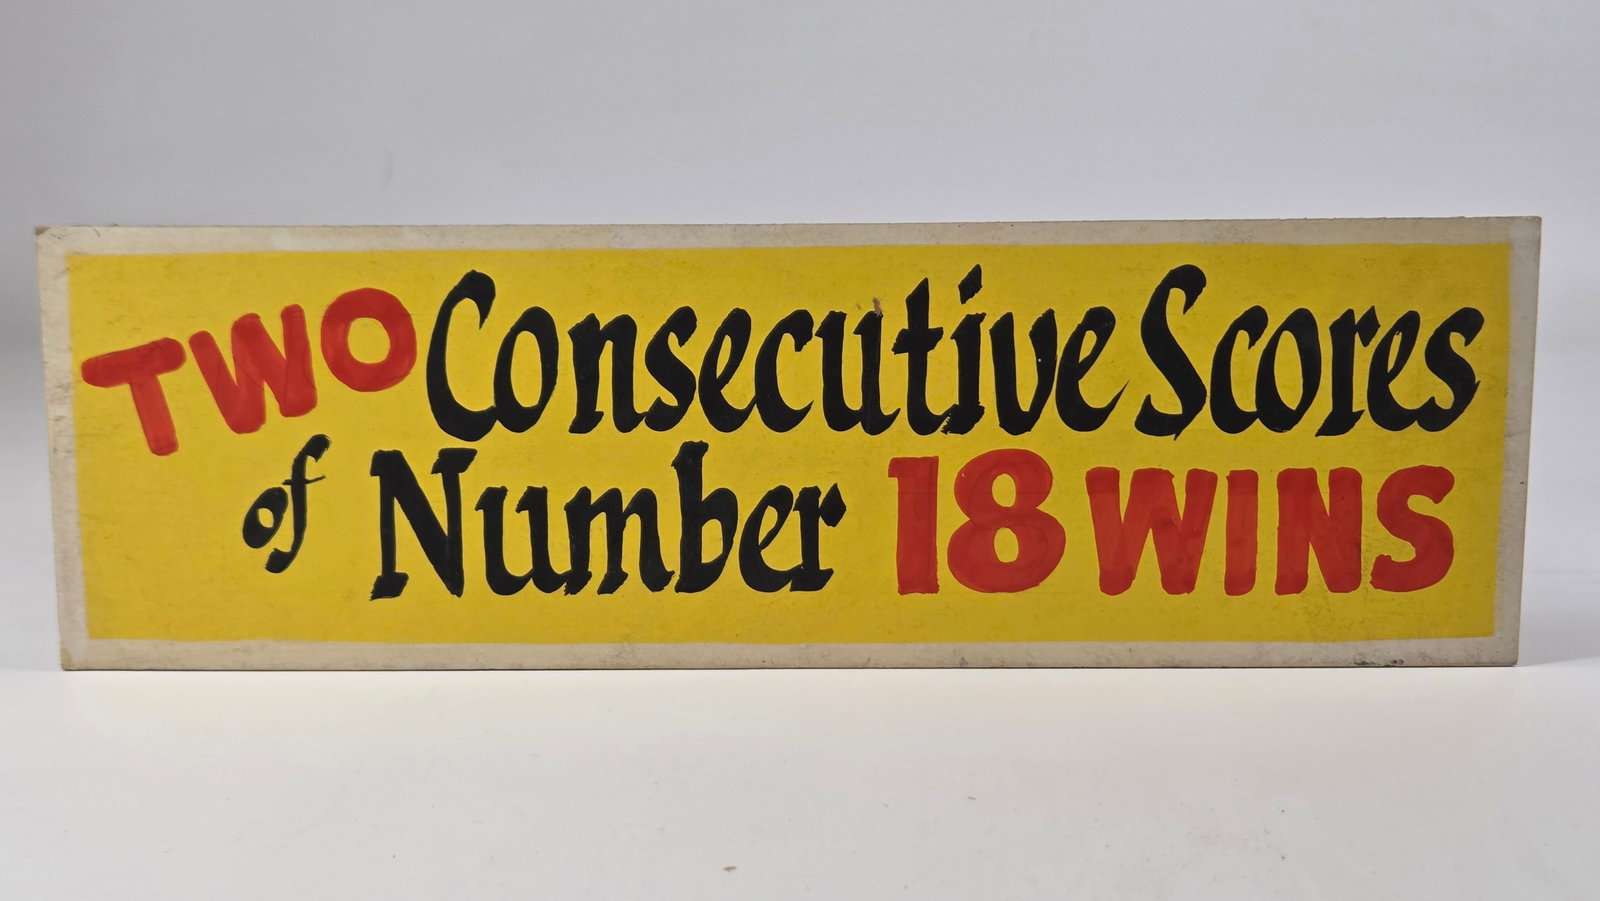 TWO Consecutive Scores
of Number 18 WINS